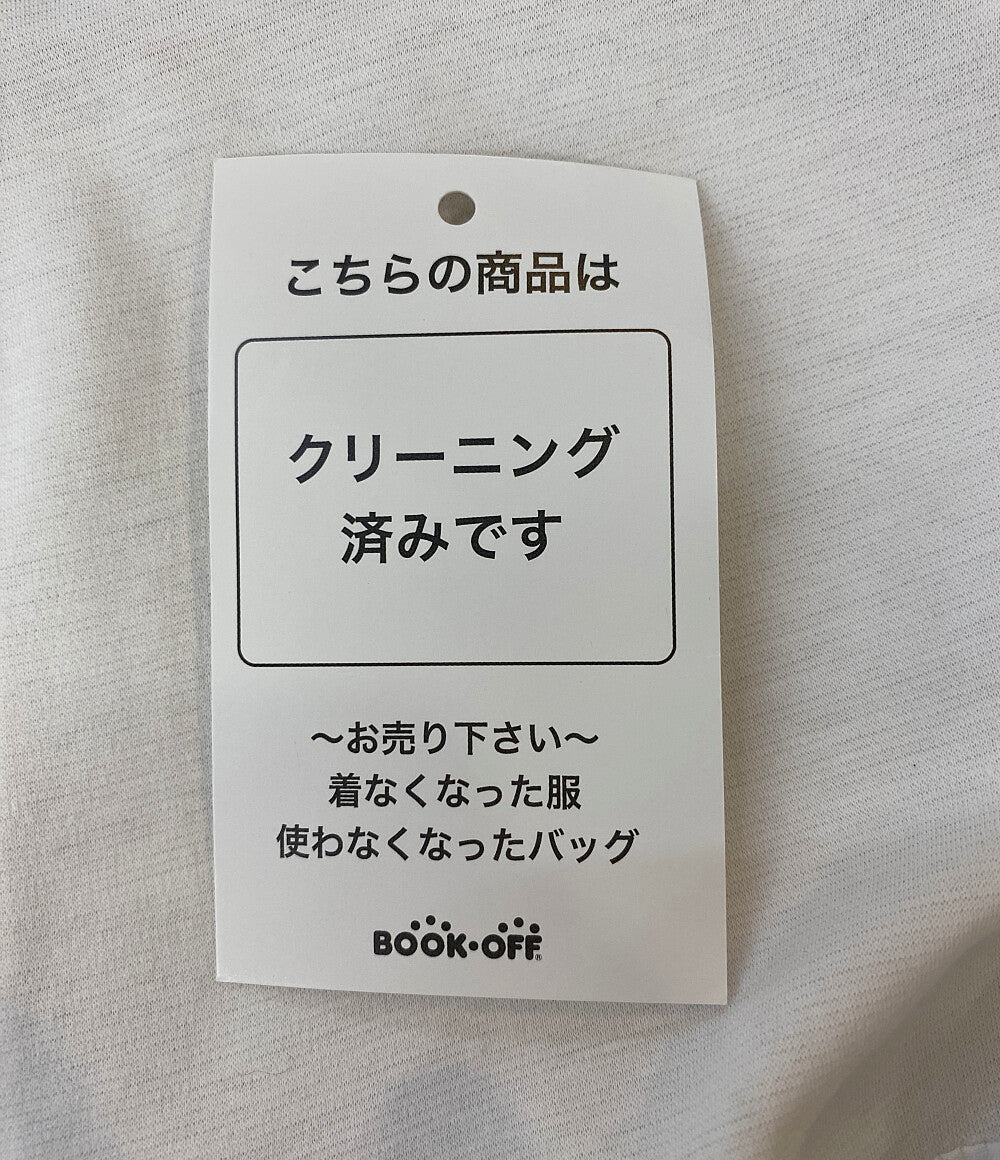 こちらの商品は
クリーニング
済みです
～お売り下さい～
着なくなった服
使わなくなったバッグ
BOOK・OFF®